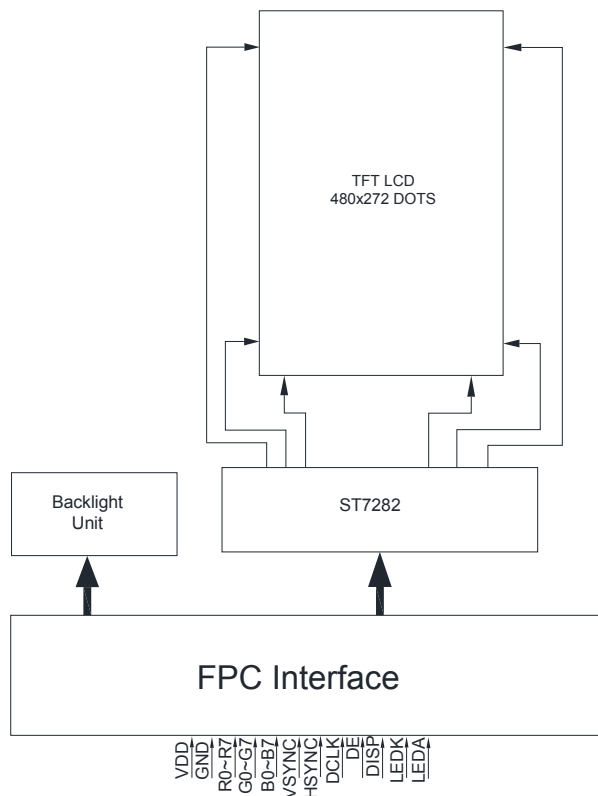 TFT LCD
480x272 DOTS
Backlight
Unit
ST7282
FPC Interface
VDD
GND
R0~R7
G0~G7
B0~B7
VSYNC
HSYNC
DCLK
DE
DISP
LEDK
LEDA